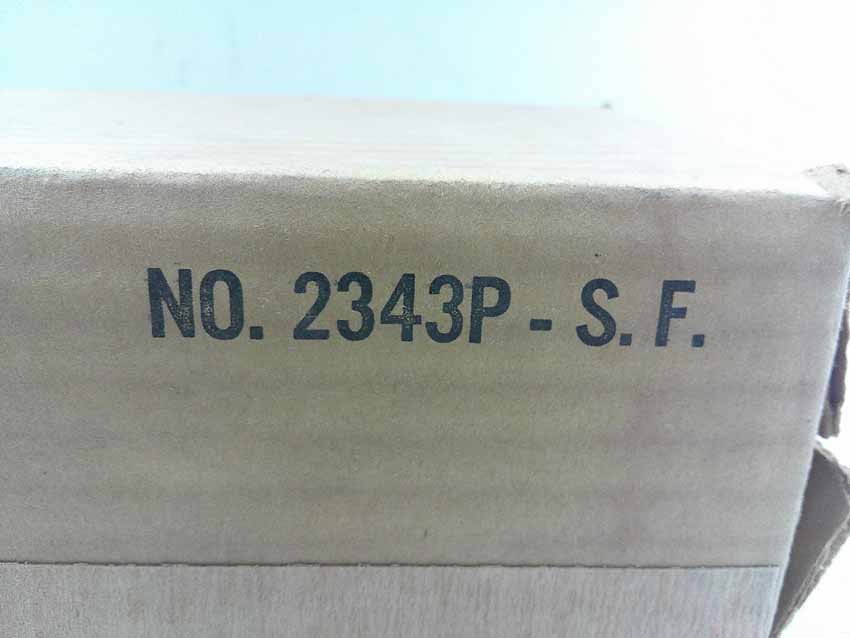 NO. 2343P - S. F.